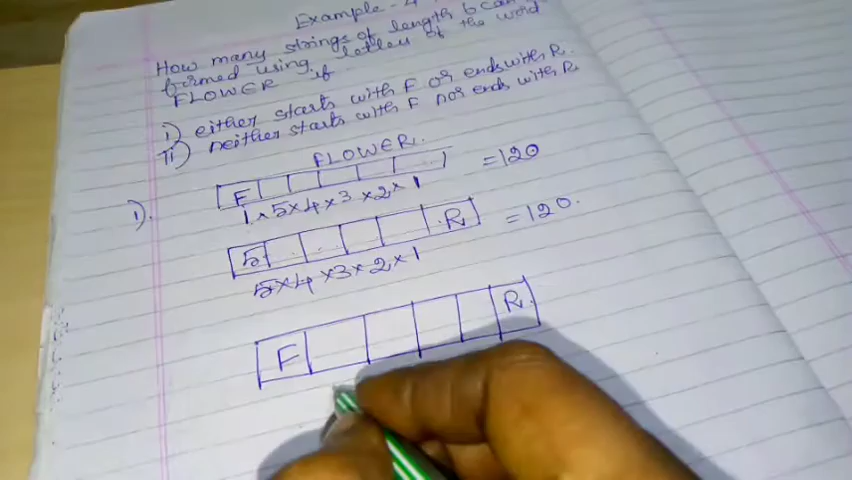 Example - 4
How many strings of length 6 can
formed using letters of the word
FLOWER if
i) either starts with F or ends with R.
ii) neither starts with F nor ends with R
FLOWER.
i). F = 120
1 × 5 × 4 × 3 × 2 × 1
5 R = 120.
5 × 4 × 3 × 2 × 1
F R